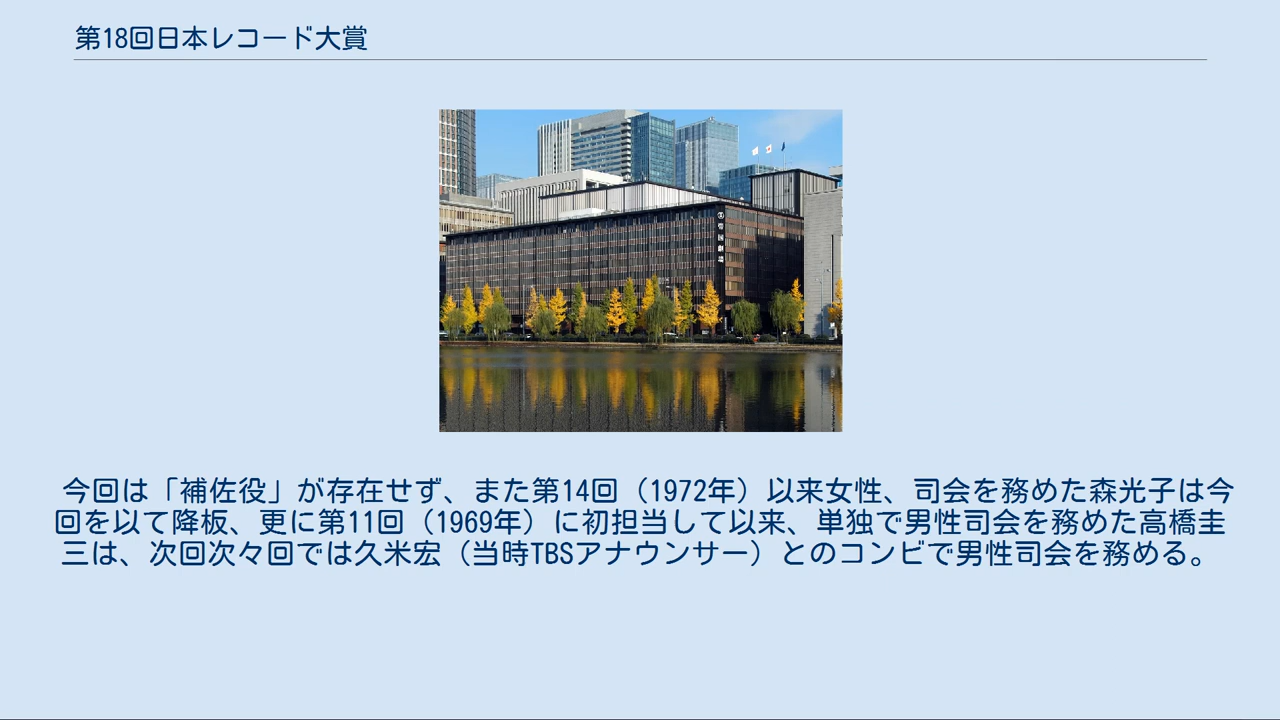 第18回日本レコード大賞
帝国劇場
今回は「補佐役」が存在せず、また第14回（1972年）以来女性、司会を務めた森光子は今
回を以て降板、更に第11回（1969年）に初担当して以来、単独で男性司会を務めた高橋圭
三は、次回次々回では久米宏（当時TBSアナウンサー）とのコンビで男性司会を務める。